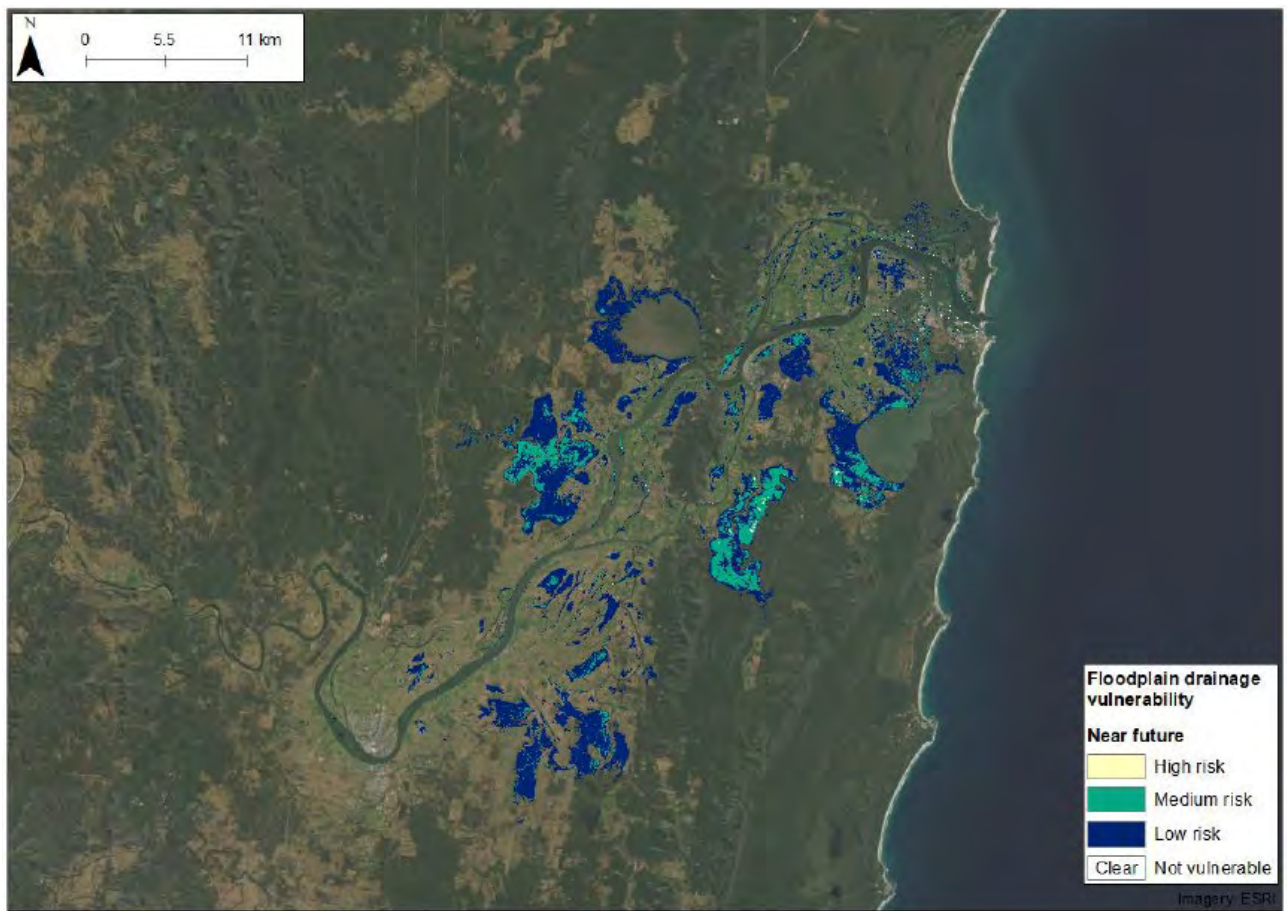 N
0 5.5 11 km
Floodplain drainage
vulnerability
Near future
High risk
Medium risk
Low risk
Clear Not vulnerable
Imagery: ESRI